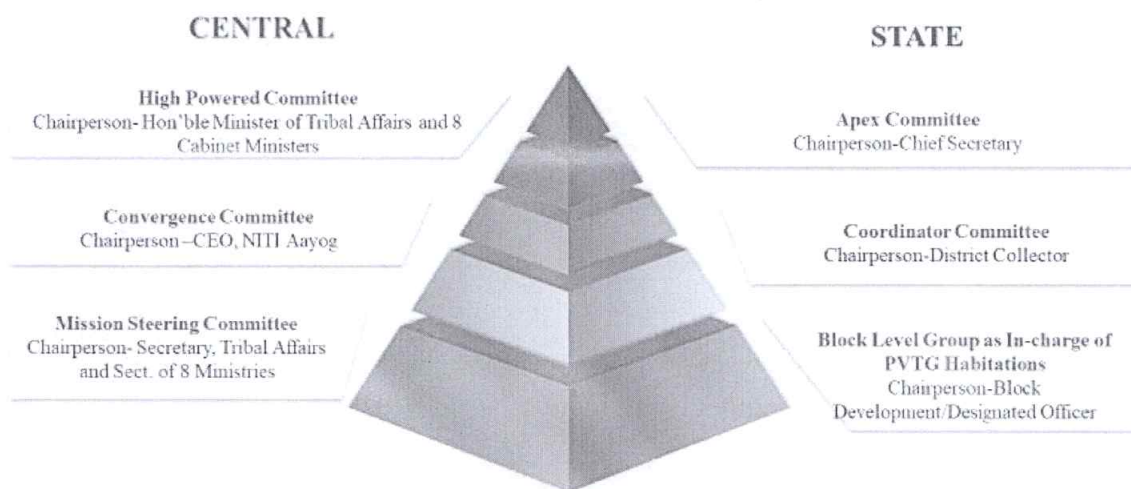 CENTRAL
High Powered Committee
Chairperson- Hon'ble Minister of Tribal Affairs and 8
Cabinet Ministers
Convergence Committee
Chairperson –CEO, NITI Aayog
Mission Steering Committee
Chairperson- Secretary, Tribal Affairs
and Sect. of 8 Ministries
STATE
Apex Committee
Chairperson-Chief Secretary
Coordinator Committee
Chairperson-District Collector
Block Level Group as In-charge of
PVTG Habitations
Chairperson-Block
Development/Designated Officer